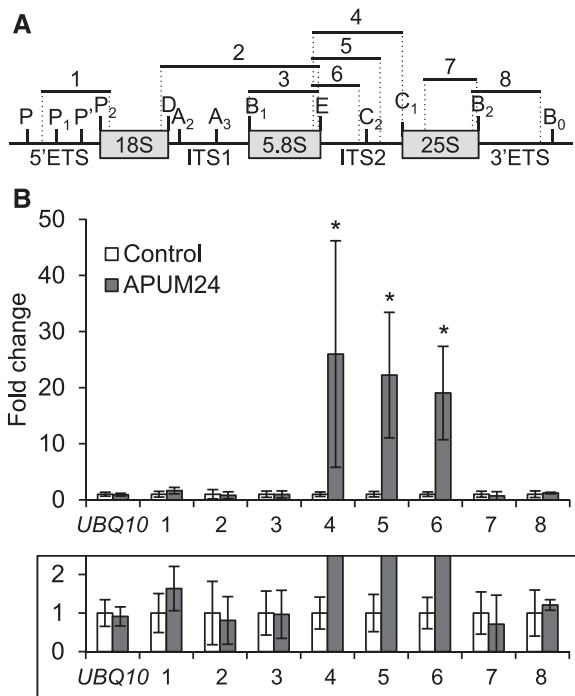 A
4
2
5
1
3
6
7
8
P
P1
P'
P2
D
A2
A3
B1
E
C2
C1
B2
B0
18S
5.8S
25S
5'ETS
ITS1
ITS2
3'ETS
B
50
40
30
20
10
0
Fold change
Control
APUM24
*
*
*
UBQ10 1 2 3 4 5 6 7 8
2
1
0
UBQ10 1 2 3 4 5 6 7 8